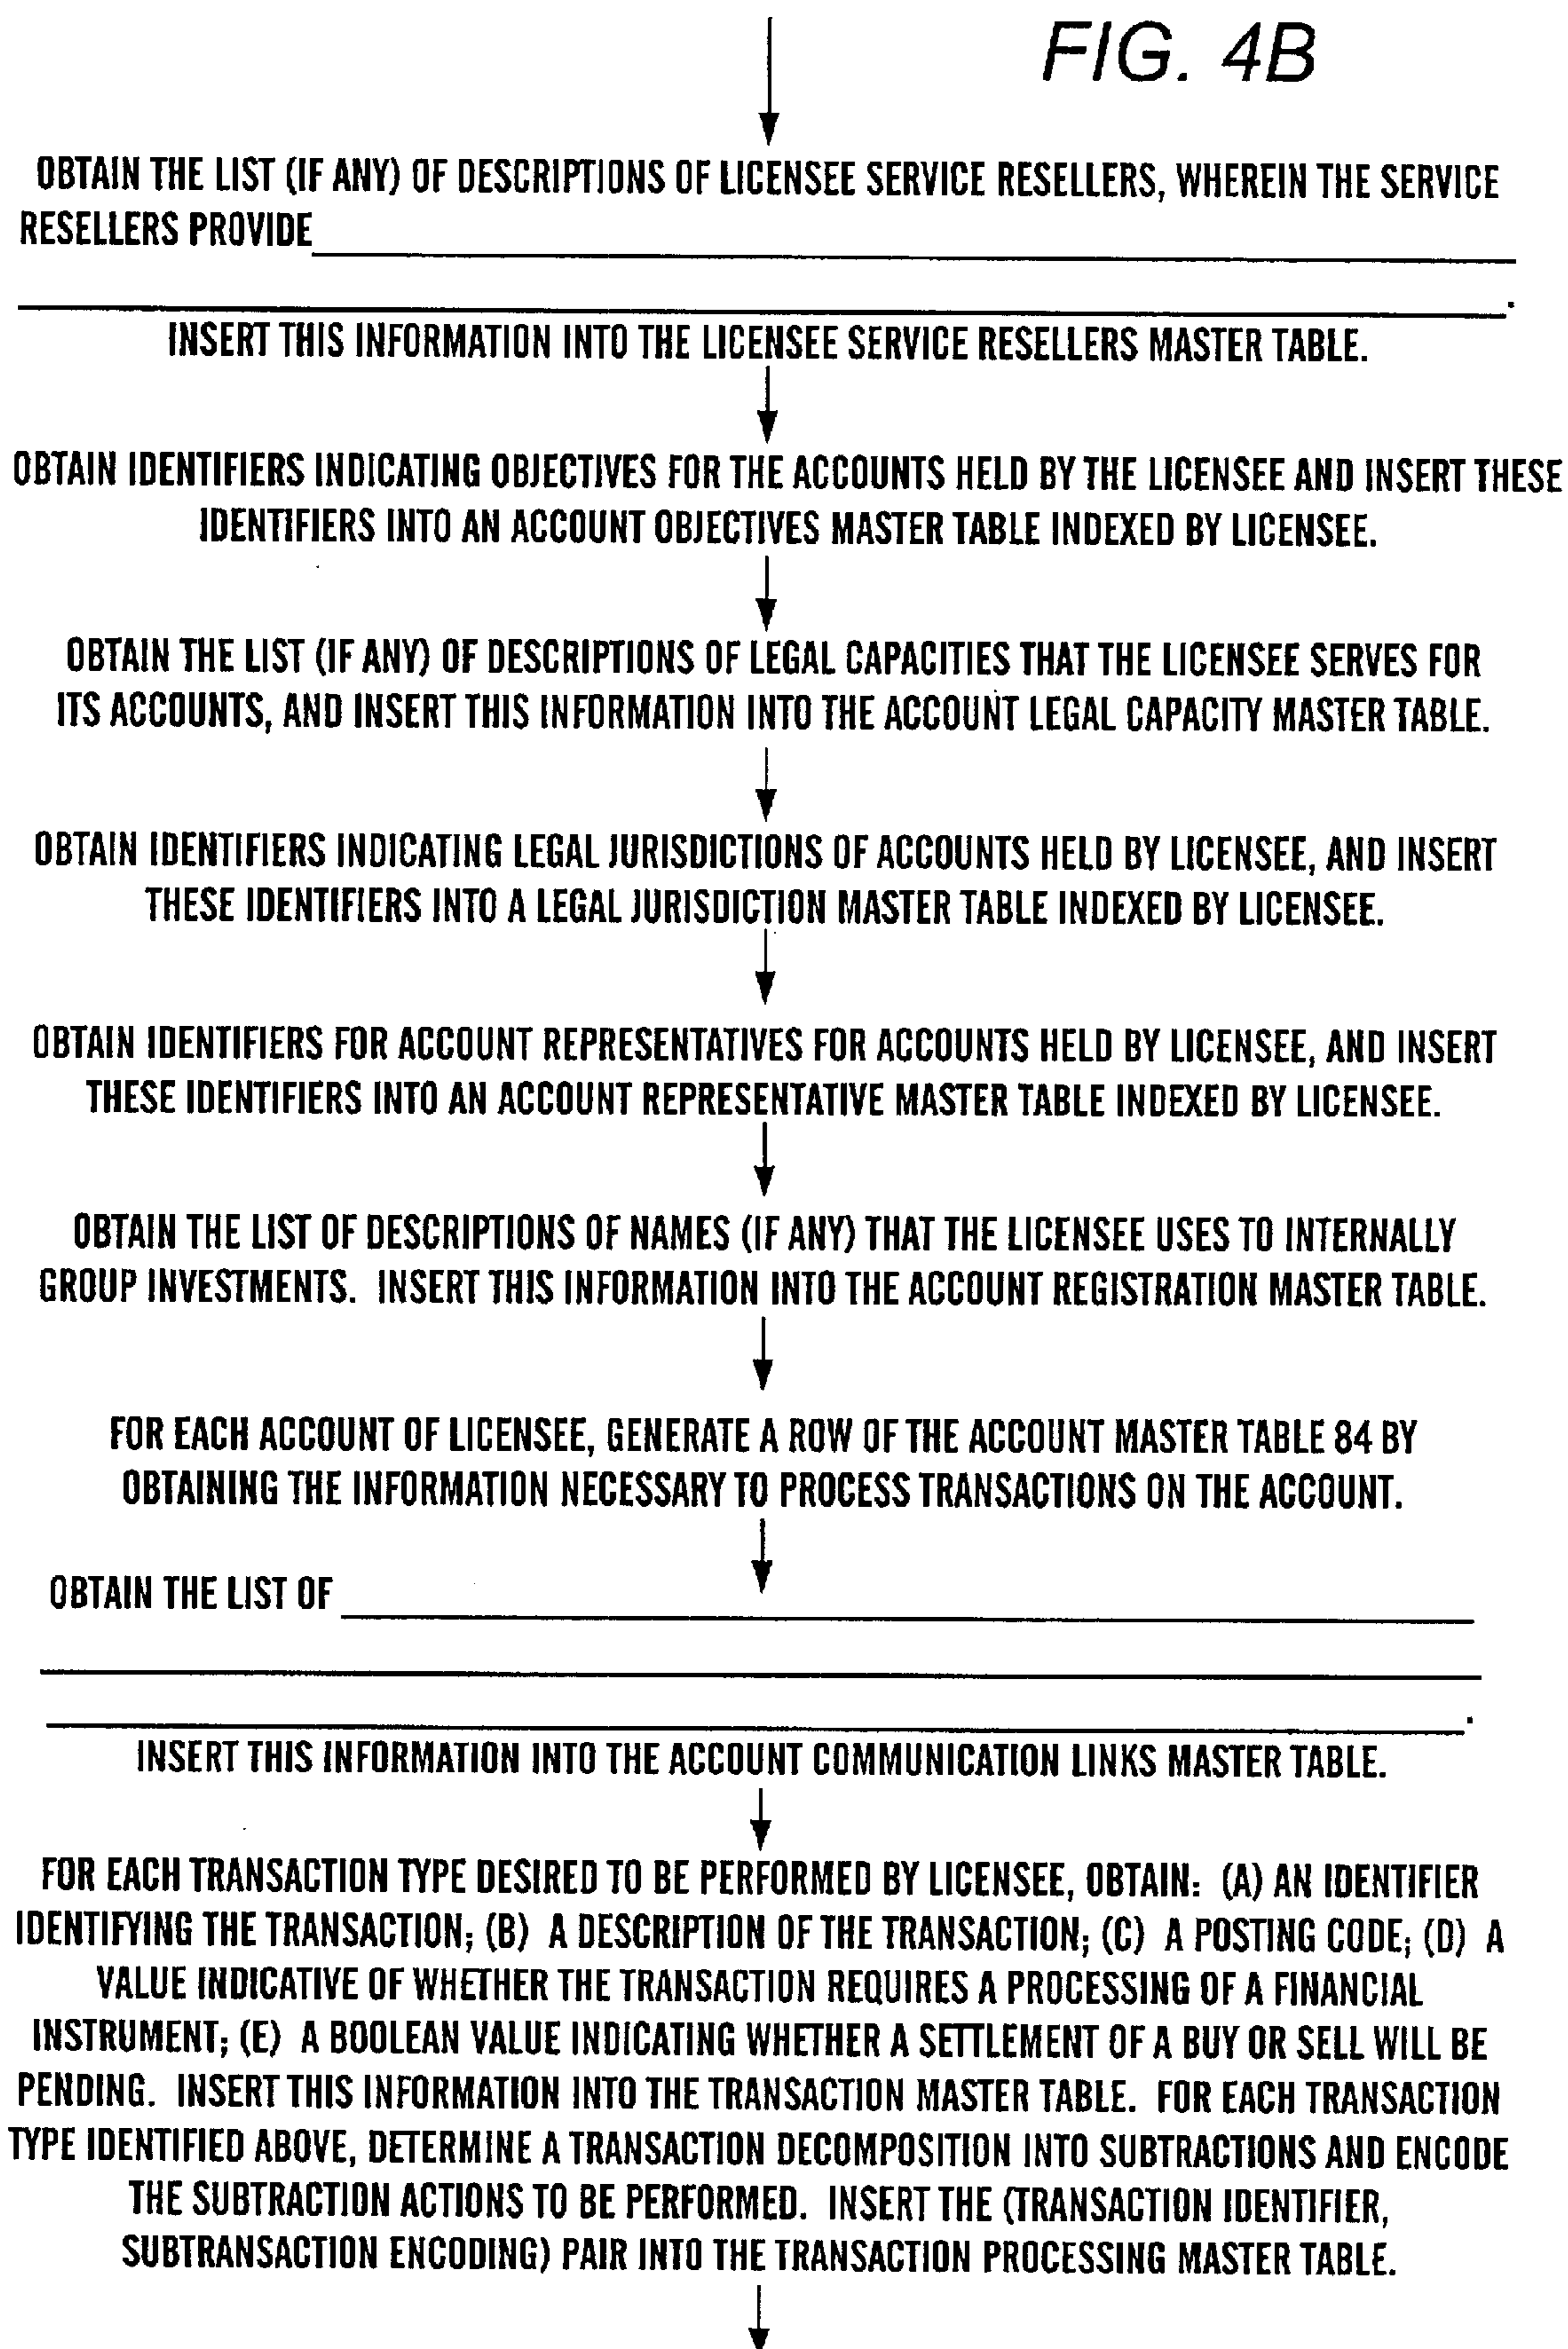 FIG. 4B
OBTAIN THE LIST (IF ANY) OF DESCRIPTIONS OF LICENSEE SERVICE RESELLERS, WHEREIN THE SERVICE
RESELLERS PROVIDE
.
INSERT THIS INFORMATION INTO THE LICENSEE SERVICE RESELLERS MASTER TABLE.
OBTAIN IDENTIFIERS INDICATING OBJECTIVES FOR THE ACCOUNTS HELD BY THE LICENSEE AND INSERT THESE
IDENTIFIERS INTO AN ACCOUNT OBJECTIVES MASTER TABLE INDEXED BY LICENSEE.
OBTAIN THE LIST (IF ANY) OF DESCRIPTIONS OF LEGAL CAPACITIES THAT THE LICENSEE SERVES FOR
ITS ACCOUNTS, AND INSERT THIS INFORMATION INTO THE ACCOUNT LEGAL CAPACITY MASTER TABLE.
OBTAIN IDENTIFIERS INDICATING LEGAL JURISDICTIONS OF ACCOUNTS HELD BY LICENSEE, AND INSERT
THESE IDENTIFIERS INTO A LEGAL JURISDICTION MASTER TABLE INDEXED BY LICENSEE.
OBTAIN IDENTIFIERS FOR ACCOUNT REPRESENTATIVES FOR ACCOUNTS HELD BY LICENSEE, AND INSERT
THESE IDENTIFIERS INTO AN ACCOUNT REPRESENTATIVE MASTER TABLE INDEXED BY LICENSEE.
OBTAIN THE LIST OF DESCRIPTIONS OF NAMES (IF ANY) THAT THE LICENSEE USES TO INTERNALLY
GROUP INVESTMENTS. INSERT THIS INFORMATION INTO THE ACCOUNT REGISTRATION MASTER TABLE.
FOR EACH ACCOUNT OF LICENSEE, GENERATE A ROW OF THE ACCOUNT MASTER TABLE 84 BY
OBTAINING THE INFORMATION NECESSARY TO PROCESS TRANSACTIONS ON THE ACCOUNT.
OBTAIN THE LIST OF
.
INSERT THIS INFORMATION INTO THE ACCOUNT COMMUNICATION LINKS MASTER TABLE.
FOR EACH TRANSACTION TYPE DESIRED TO BE PERFORMED BY LICENSEE, OBTAIN: (A) AN IDENTIFIER
IDENTIFYING THE TRANSACTION; (B) A DESCRIPTION OF THE TRANSACTION; (C) A POSTING CODE; (D) A
VALUE INDICATIVE OF WHETHER THE TRANSACTION REQUIRES A PROCESSING OF A FINANCIAL
INSTRUMENT; (E) A BOOLEAN VALUE INDICATING WHETHER A SETTLEMENT OF A BUY OR SELL WILL BE
PENDING. INSERT THIS INFORMATION INTO THE TRANSACTION MASTER TABLE. FOR EACH TRANSACTION
TYPE IDENTIFIED ABOVE, DETERMINE A TRANSACTION DECOMPOSITION INTO SUBTRACTIONS AND ENCODE
THE SUBTRACTION ACTIONS TO BE PERFORMED. INSERT THE (TRANSACTION IDENTIFIER,
SUBTRANSACTION ENCODING) PAIR INTO THE TRANSACTION PROCESSING MASTER TABLE.